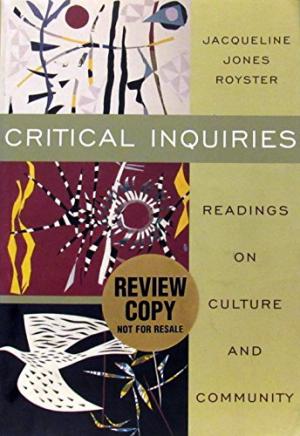 JACQUELINE
JONES
ROYSTER
CRITICAL INQUIRIES
READINGS
ON
CULTURE
AND
COMMUNITY
REVIEW
COPY
NOT FOR RESALE